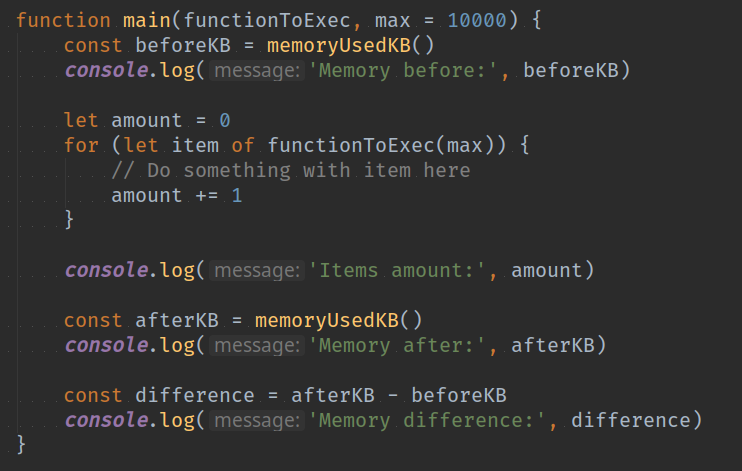 function main(functionToExec, max = 10000) {
    const beforeKB = memoryUsedKB()
    console.log( message: 'Memory before:', beforeKB)

    let amount = 0
    for (let item of functionToExec(max)) {
        // Do something with item here
        amount += 1
    }

    console.log( message: 'Items amount:', amount)

    const afterKB = memoryUsedKB()
    console.log( message: 'Memory after:', afterKB)

    const difference = afterKB - beforeKB
    console.log( message: 'Memory difference:', difference)
}